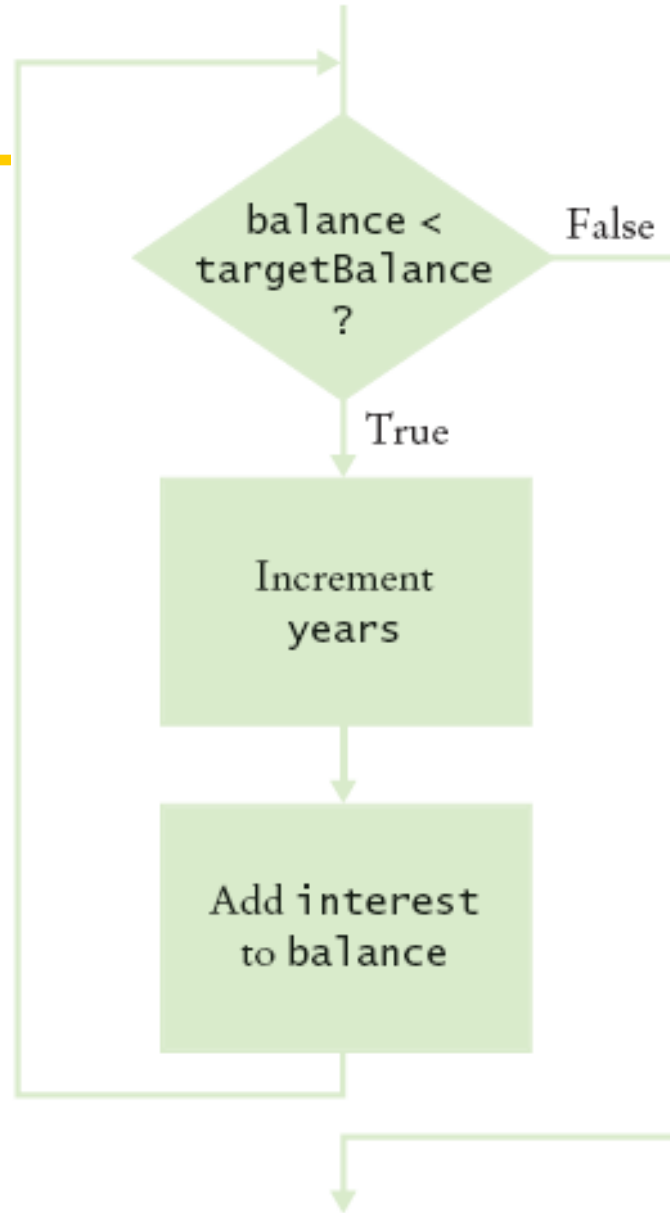 balance <
targetBalance
?
False
True
Increment
years
Add interest
to balance